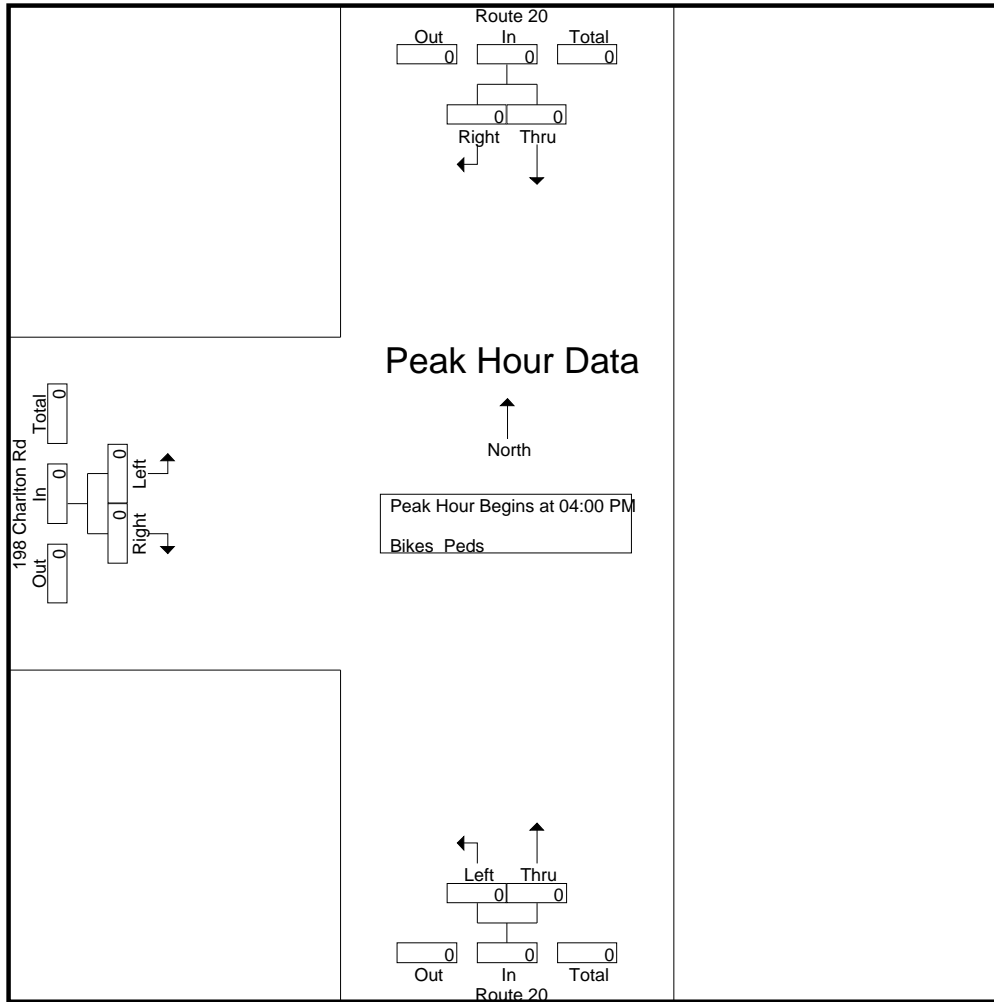 Route 20
Out In Total
0 0 0
0 0
Right Thru
Peak Hour Data
North
Peak Hour Begins at 04:00 PM
Bikes Peds
198 Charlton Rd
Out In Total
0 0 0
Right Left
0 0
Left Thru
0 0
0 0 0
Out In Total
Route 20